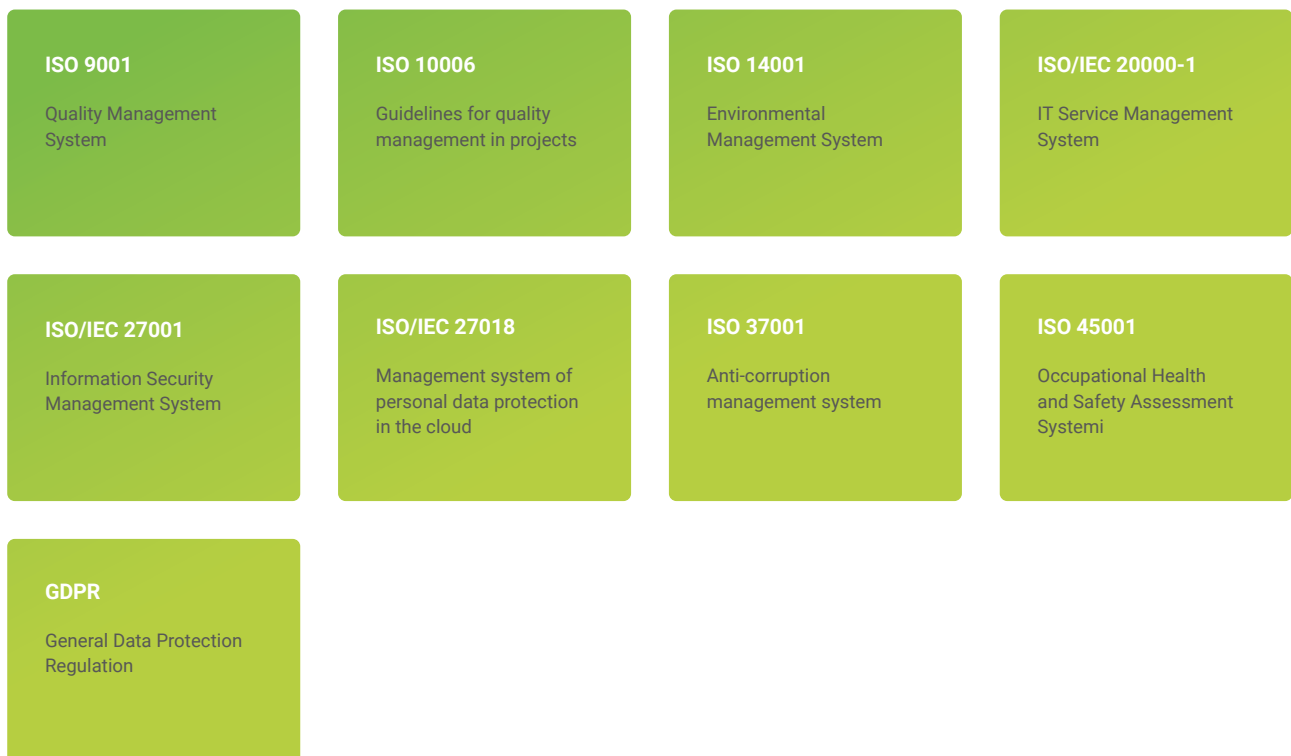 ISO 9001
Quality Management
System
ISO 10006
Guidelines for quality
management in projects
ISO 14001
Environmental
Management System
ISO/IEC 20000-1
IT Service Management
System
ISO/IEC 27001
Information Security
Management System
ISO/IEC 27018
Management system of
personal data protection
in the cloud
ISO 37001
Anti-corruption
management system
ISO 45001
Occupational Health
and Safety Assessment
Systemi
GDPR
General Data Protection
Regulation